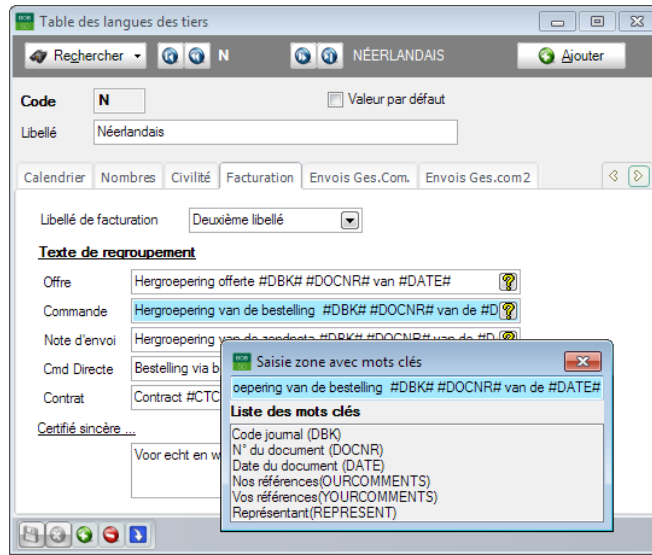 Table des langues des tiers
Rechercher N NÉERLANDAIS Ajouter
Code N Valeur par défaut
Libellé Néerlandais
Calendrier Nombres Civilité Facturation Envois Ges.Com. Envois Ges.com2
Libellé de facturation Deuxième libellé
Texte de regroupement
Offre Hergroepering offerte #DBK# #DOCNR# van #DATE#
Commande Hergroepering van de bestelling #DBK# #DOCNR# van de #D
Note d'envoi Hergroepering van de zendnota #DBK# #DOCNR# van de #D
Cmd Directe Bestelling via b
Contrat Contract #CTC
Certifié sincère ...
Voor echt en w
Saisie zone avec mots clés
oepering van de bestelling #DBK# #DOCNR# van de #DATE#
Liste des mots clés
Code journal (DBK)
N° du document (DOCNR)
Date du document (DATE)
Nos références(OURCOMMENTS)
Vos références(YOURCOMMENTS)
Représentant(REPRESENT)